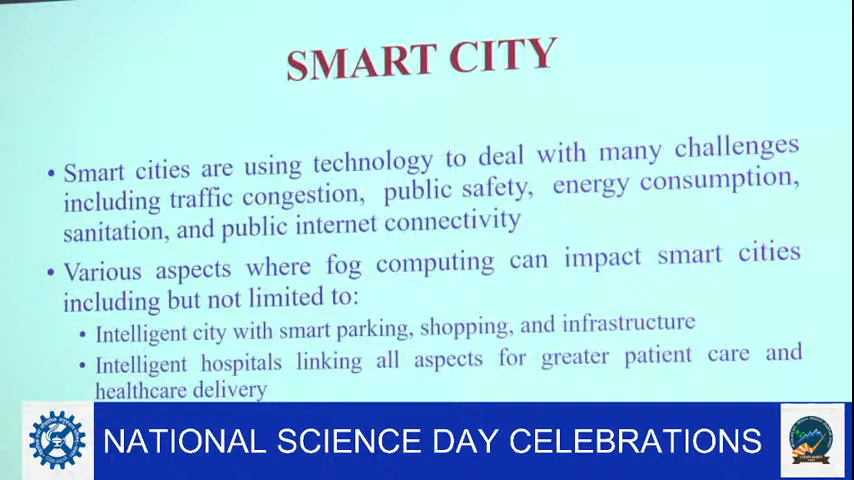 SMART CITY
• Smart cities are using technology to deal with many challenges
including traffic congestion, public safety, energy consumption,
sanitation, and public internet connectivity
• Various aspects where fog computing can impact smart cities
including but not limited to:
• Intelligent city with smart parking, shopping, and infrastructure
• Intelligent hospitals linking all aspects for greater patient care and
healthcare delivery
NATIONAL SCIENCE DAY CELEBRATIONS